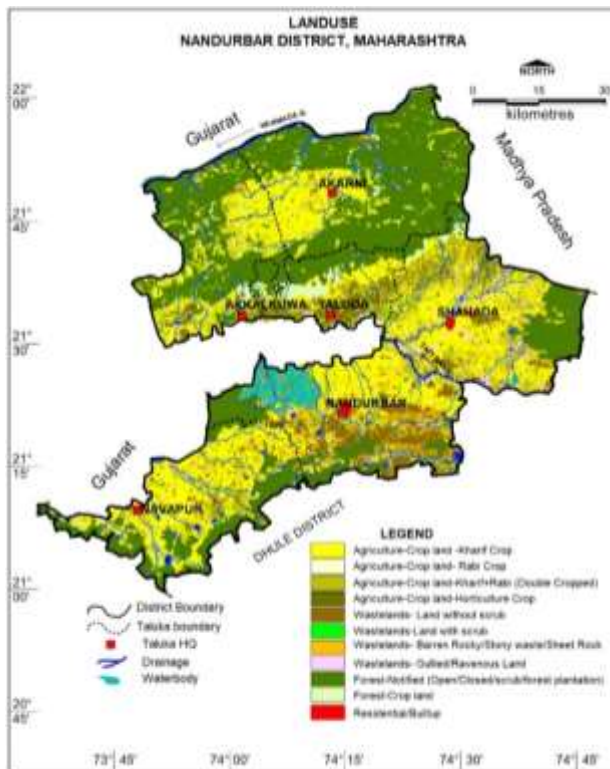 LANDUSE
NANDURBAR DISTRICT, MAHARASHTRA
NORTH
0 15 30
kilometres
22°
00'
21°
45'
21°
30'
21°
15'
21°
00'
20°
45'
Gujarat
Madhya Pradesh
AKARNI
AKKALKUWA
TALODA
SHAHADA
NANDURBAR
Gujarat
NAVAPUR
DHULE DISTRICT
LEGEND
Agriculture-Crop land -Kharif Crop
Agriculture-Crop land- Rabi Crop
Agriculture-Crop land-Kharif+Rabi (Double Cropped)
Agriculture-Crop land-Horticulture Crop
Wastelands- Land without scrub
Wastelands-Land with scrub
Wastelands- Barren Rocky/Stony waste/Sheet Rock
Wastelands- Gullied/Ravenous Land
Forest-Notified (Open/Closed/scrub/forest plantation)
Forest-Crop land
Residential/Builtup
District Boundary
Taluka boundary
Taluka HQ
Drainage
Waterbody
73°45' 74°00' 74°15' 74°30' 74°45'